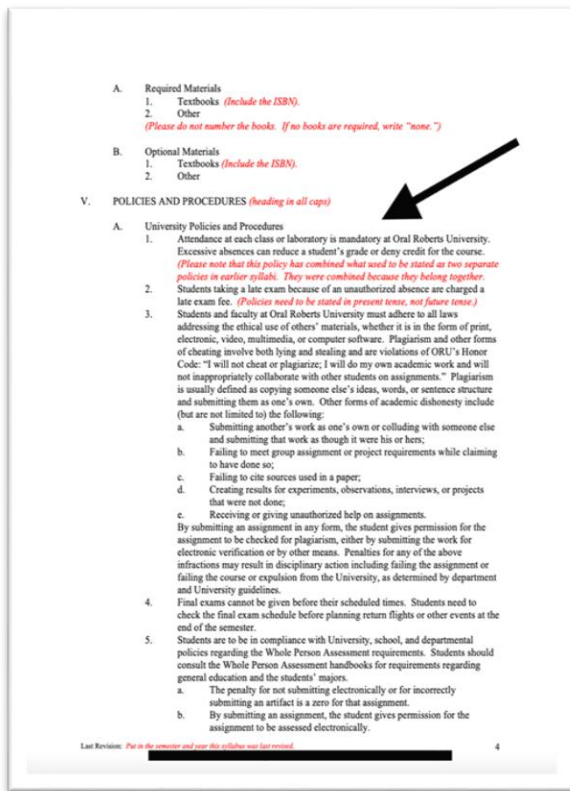 A. Required Materials
1. Textbooks (Include the ISBN).
2. Other
(Please do not number the books. If no books are required, write “none.”)
B. Optional Materials
1. Textbooks (Include the ISBN).
2. Other
V. POLICIES AND PROCEDURES (heading in all caps)
A. University Policies and Procedures
1. Attendance at each class or laboratory is mandatory at Oral Roberts University.
Excessive absences can reduce a student’s grade or deny credit for the course.
(Please note that this policy has combined what used to be stated as two separate
policies in earlier syllabi. They were combined because they belong together.
2. Students taking a late exam because of an unauthorized absence are charged a
late exam fee. (Policies need to be stated in present tense, not future tense.)
3. Students and faculty at Oral Roberts University must adhere to all laws
addressing the ethical use of others’ materials, whether it is in the form of print,
electronic, video, multimedia, or computer software. Plagiarism and other forms
of cheating involve both lying and stealing and are violations of ORU’s Honor
Code: “I will not cheat or plagiarize; I will do my own academic work and will
not inappropriately collaborate with other students on assignments.” Plagiarism
is usually defined as copying someone else’s ideas, words, or sentence structure
and submitting them as one’s own. Other forms of academic dishonesty include
(but are not limited to) the following:
a. Submitting another’s work as one’s own or colluding with someone else
and submitting that work as though it were his or hers;
b. Failing to meet group assignment or project requirements while claiming
to have done so;
c. Failing to cite sources used in a paper;
d. Creating results for experiments, observations, interviews, or projects
that were not done;
e. Receiving or giving unauthorized help on assignments.
By submitting an assignment in any form, the student gives permission for the
assignment to be checked for plagiarism, either by submitting the work for
electronic verification or by other means. Penalties for any of the above
infractions may result in disciplinary action including failing the assignment or
failing the course or expulsion from the University, as determined by department
and University guidelines.
4. Final exams cannot be given before their scheduled times. Students need to
check the final exam schedule before planning return flights or other events at the
end of the semester.
5. Students are to be in compliance with University, school, and departmental
policies regarding the Whole Person Assessment requirements. Students should
consult the Whole Person Assessment handbooks for requirements regarding
general education and the students’ majors.
a. The penalty for not submitting electronically or for incorrectly
submitting an artifact is a zero for that assignment.
b. By submitting an assignment, the student gives permission for the
assignment to be assessed electronically.
Last Revision: Put in the semester and year this syllabus was last revised. 4